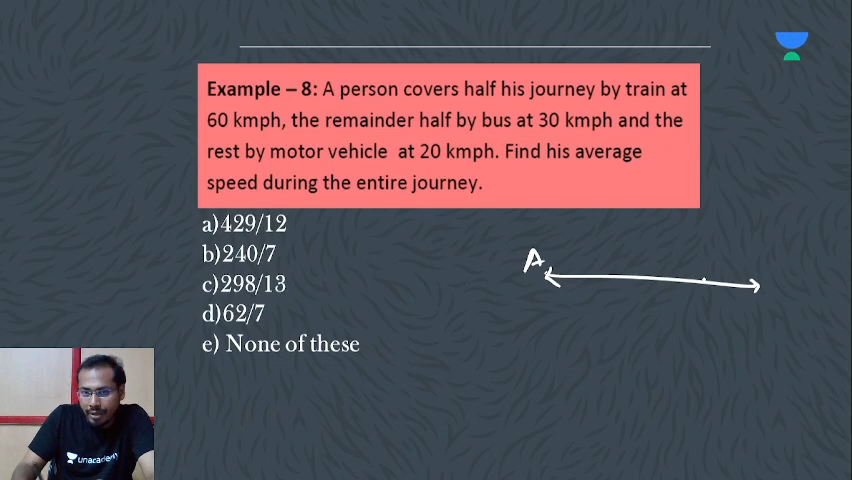 Example – 8: A person covers half his journey by train at
60 kmph, the remainder half by bus at 30 kmph and the
rest by motor vehicle at 20 kmph. Find his average
speed during the entire journey.
a)429/12
b)240/7
A
c)298/13
d)62/7
e) None of these
unacademy